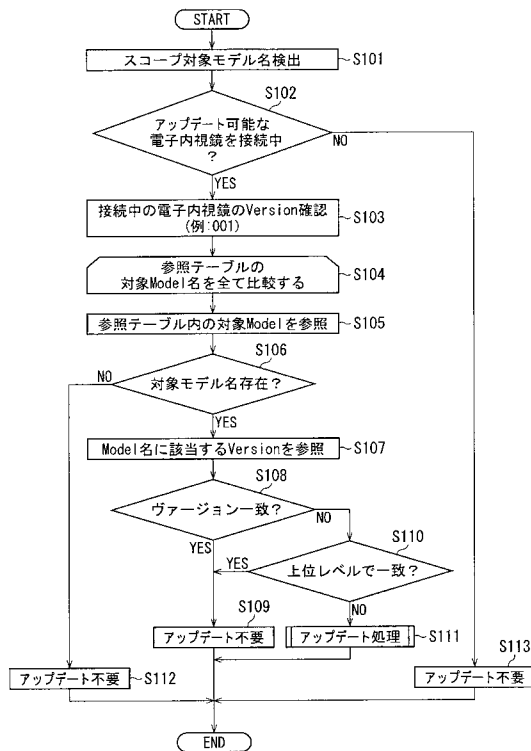 START
スコープ対象モデル名検出
S101
S102
アップデート可能な
電子内視鏡を接続中
?
NO
YES
接続中の電子内視鏡のVersion確認
(例:001)
S103
参照テーブルの
対象Model名を全て比較する
S104
参照テーブル内の対象Modelを参照
S105
S106
NO
対象モデル名存在?
YES
Model名に該当するVersionを参照
S107
S108
ヴァージョン一致?
NO
YES
S110
YES
上位レベルで一致?
NO
S109
アップデート不要
アップデート処理
S111
アップデート不要
S112
S113
アップデート不要
END